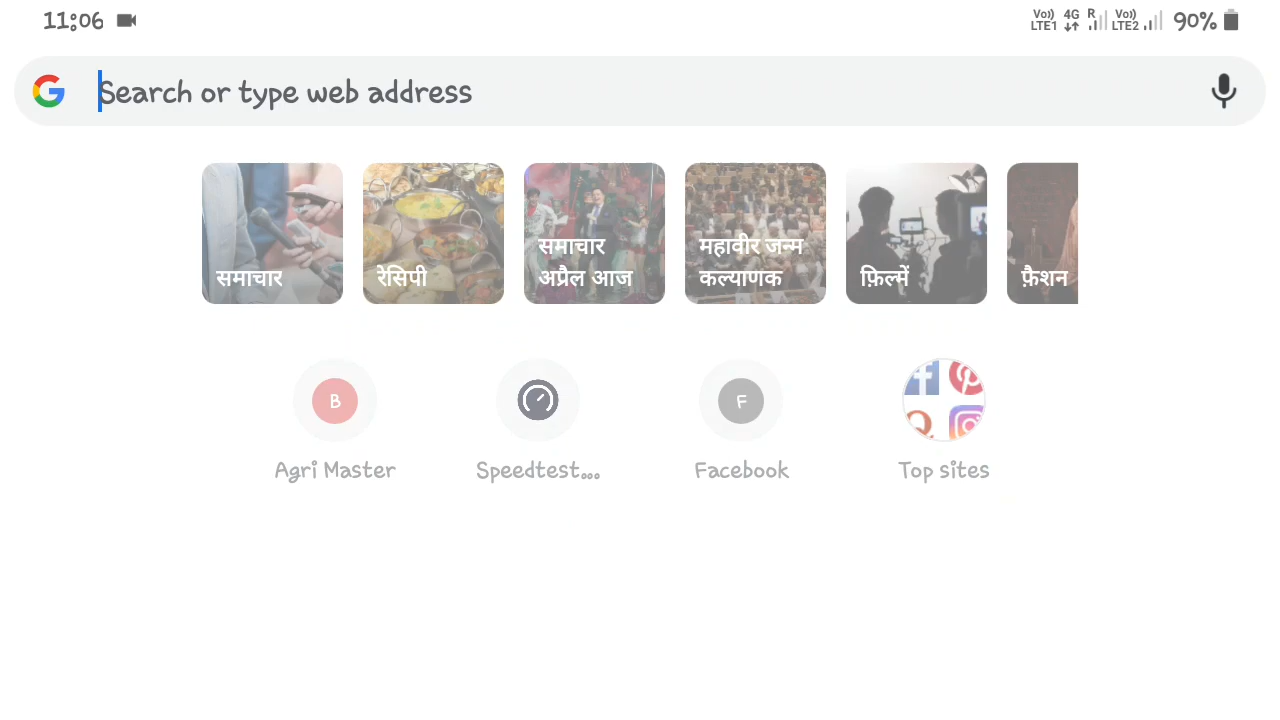 11:06
Vo)) LTE1 4G R Vo)) LTE2 90%
Search or type web address
समाचार
रेसिपी
समाचार
अप्रैल आज
महावीर जन्म
कल्याणक
फ़िल्में
फ़ैशन
B
F
Agri Master
Speedtest...
Facebook
Top sites